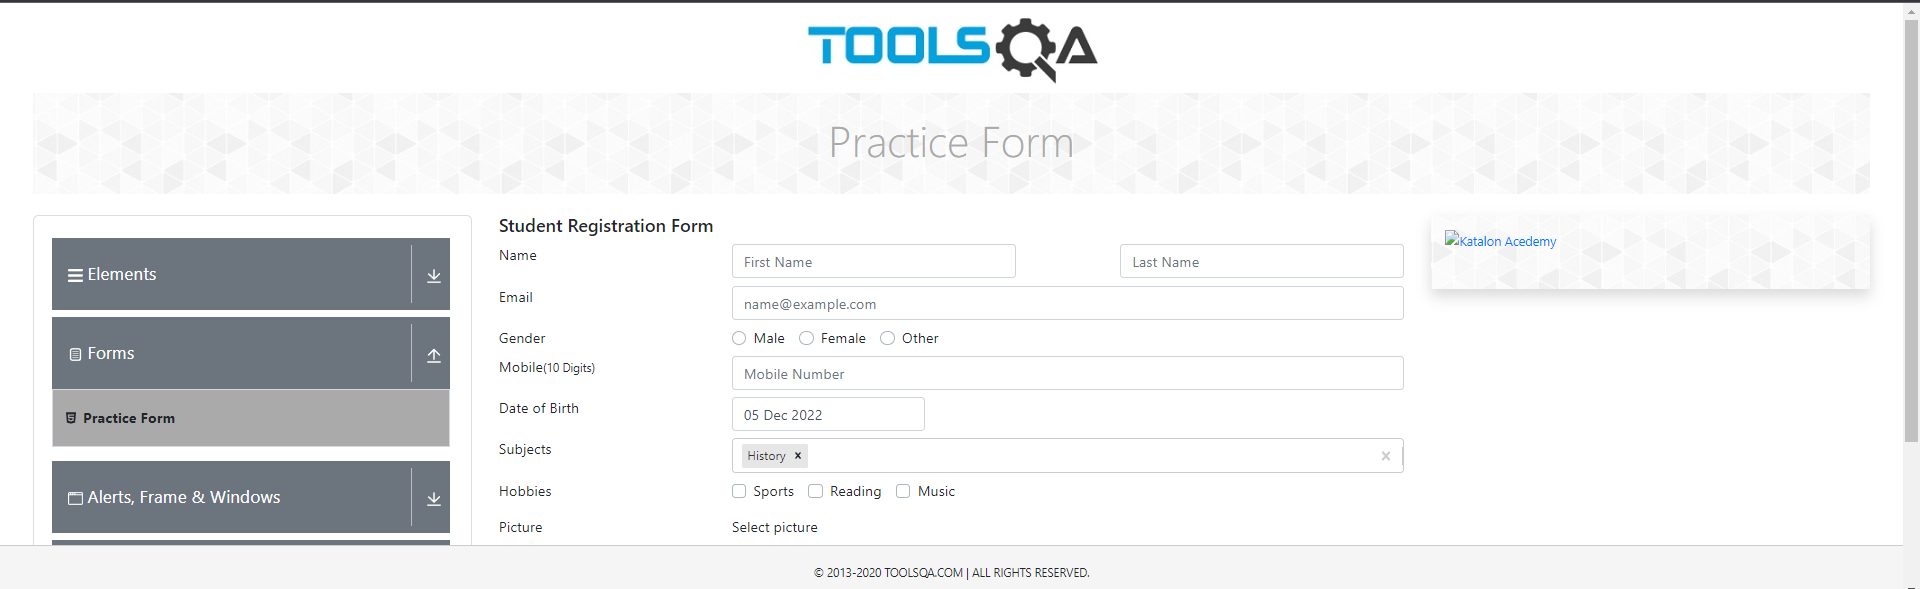 TOOLSQA
Practice Form
Elements
Forms
Practice Form
Alerts, Frame & Windows
Student Registration Form
Name First Name Last Name
Email name@example.com
Gender Male Female Other
Mobile(10 Digits) Mobile Number
Date of Birth 05 Dec 2022
Subjects History
Hobbies Sports Reading Music
Picture Select picture
Katalon Acedemy
© 2013-2020 TOOLSQA.COM | ALL RIGHTS RESERVED.